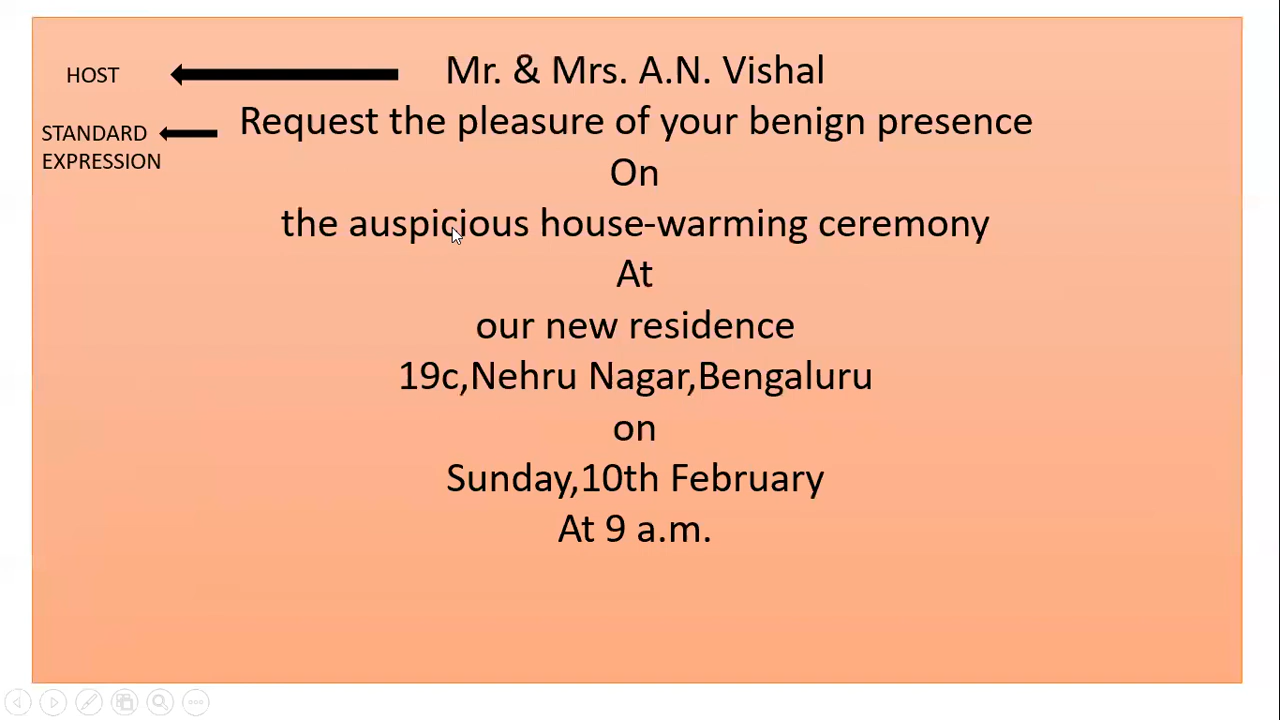 HOST
Mr. & Mrs. A.N. Vishal
STANDARD
EXPRESSION
Request the pleasure of your benign presence
On
the auspicious house-warming ceremony
At
our new residence
19c,Nehru Nagar,Bengaluru
on
Sunday,10th February
At 9 a.m.